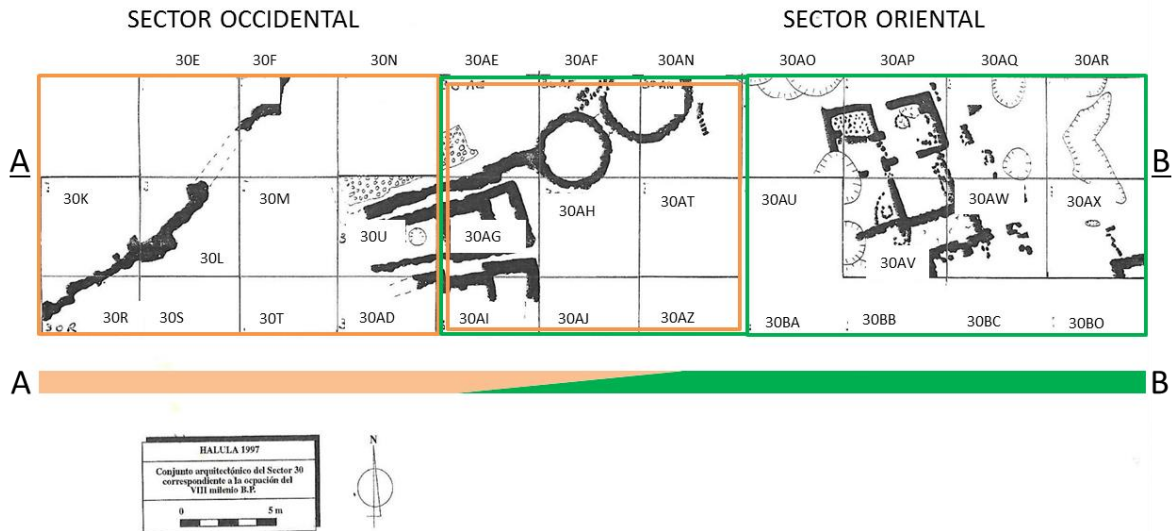 SECTOR OCCIDENTAL SECTOR ORIENTAL
30E 30F 30N 30AE 30AF 30AN 30AO 30AP 30AQ 30AR
A B
30K 30M 30AH 30AT 30AU 30AW 30AX
30L 30U 30AG 30AV
30R 30S 30T 30AD 30AI 30AJ 30AZ 30BA 30BB 30BC 30BO
30R
A B
HALULA 1997
Conjunto arquitectónico del Sector 30
correspondiente a la ocpación del
VIII milenio B.P.
0 5 m
N